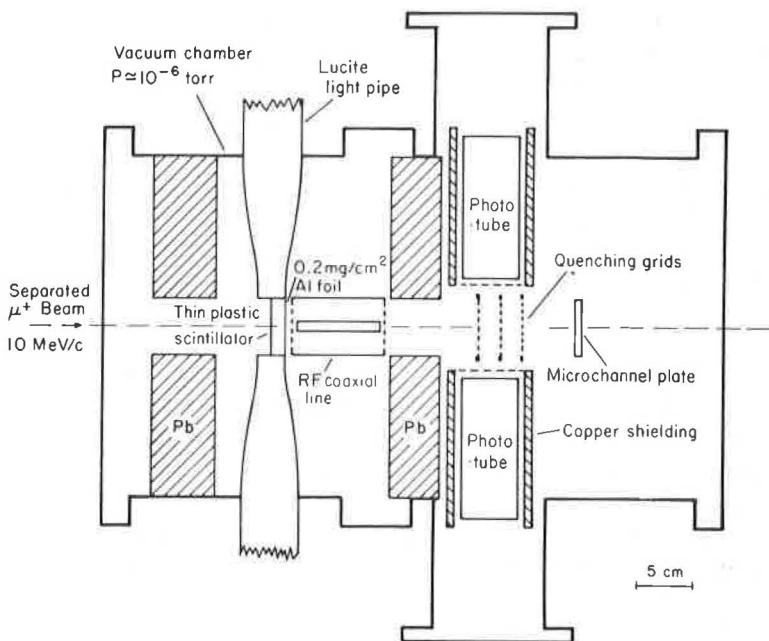 Vacuum chamber
P≃10⁻⁶ torr
Lucite
light pipe
Photo
tube
Quenching grids
0.2mg/cm²
Al foil
Separated
μ⁺ Beam
10 MeV/c
Thin plastic
scintillator
RF coaxial
line
Microchannel plate
Pb
Pb
Photo
tube
Copper shielding
5 cm